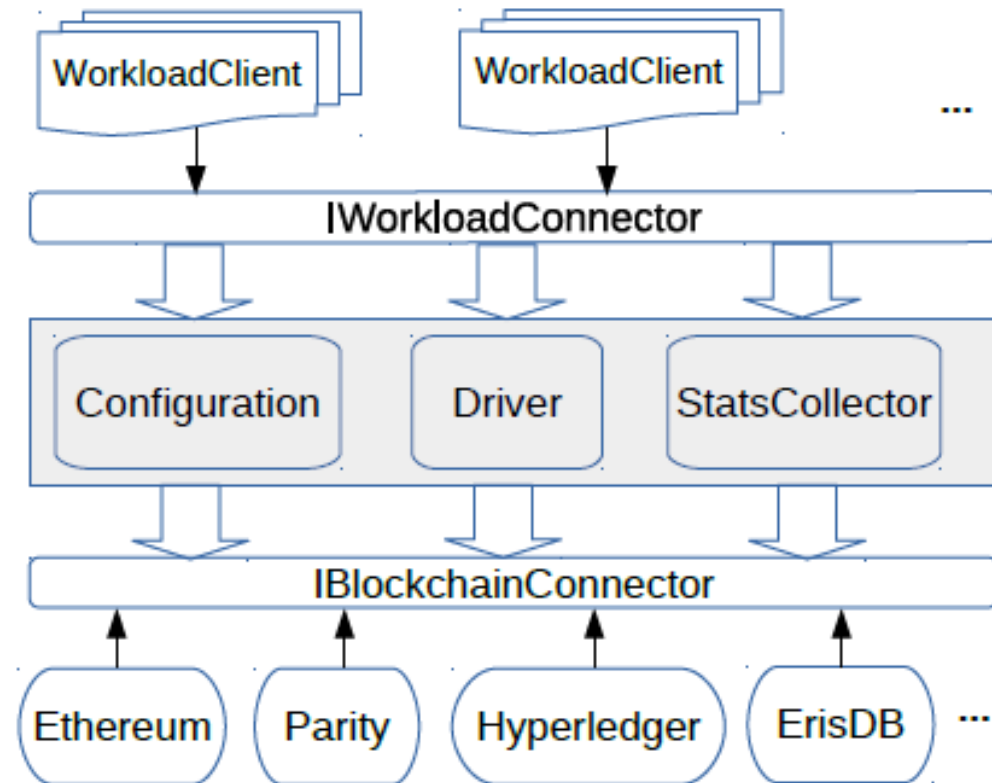 WorkloadClient
WorkloadClient
...
IWorkloadConnector
Configuration
Driver
StatsCollector
IBlockchainConnector
Ethereum
Parity
Hyperledger
ErisDB
...